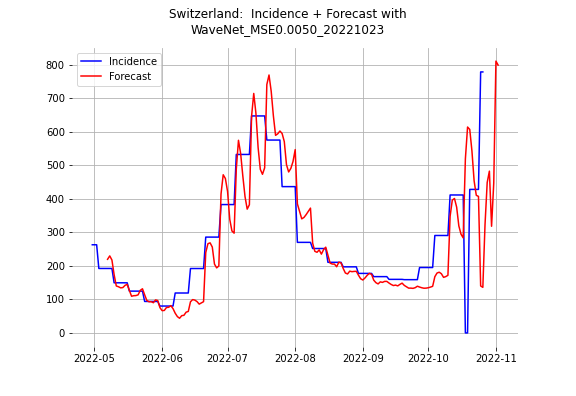 Switzerland:  Incidence + Forecast with
WaveNet_MSE0.0050_20221023
Incidence
Forecast
800
700
600
500
400
300
200
100
0
2022-05 2022-06 2022-07 2022-08 2022-09 2022-10 2022-11